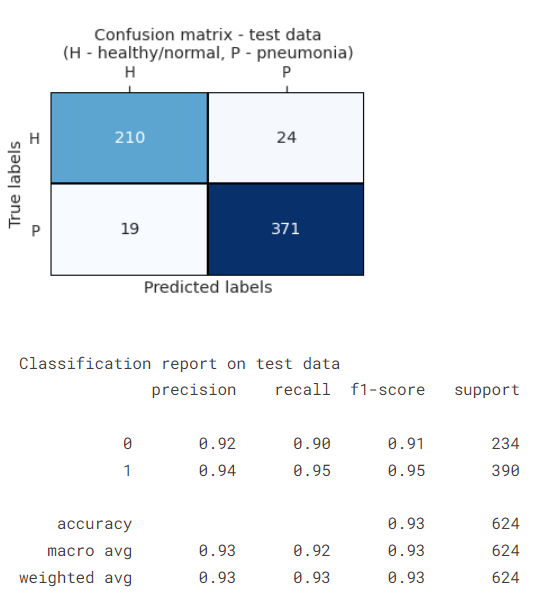 Confusion matrix - test data
(H - healthy/normal, P - pneumonia)
H P
True labels
H 210 24
P 19 371
Predicted labels
Classification report on test data
precision recall f1-score support
0 0.92 0.90 0.91 234
1 0.94 0.95 0.95 390
accuracy 0.93 624
macro avg 0.93 0.92 0.93 624
weighted avg 0.93 0.93 0.93 624